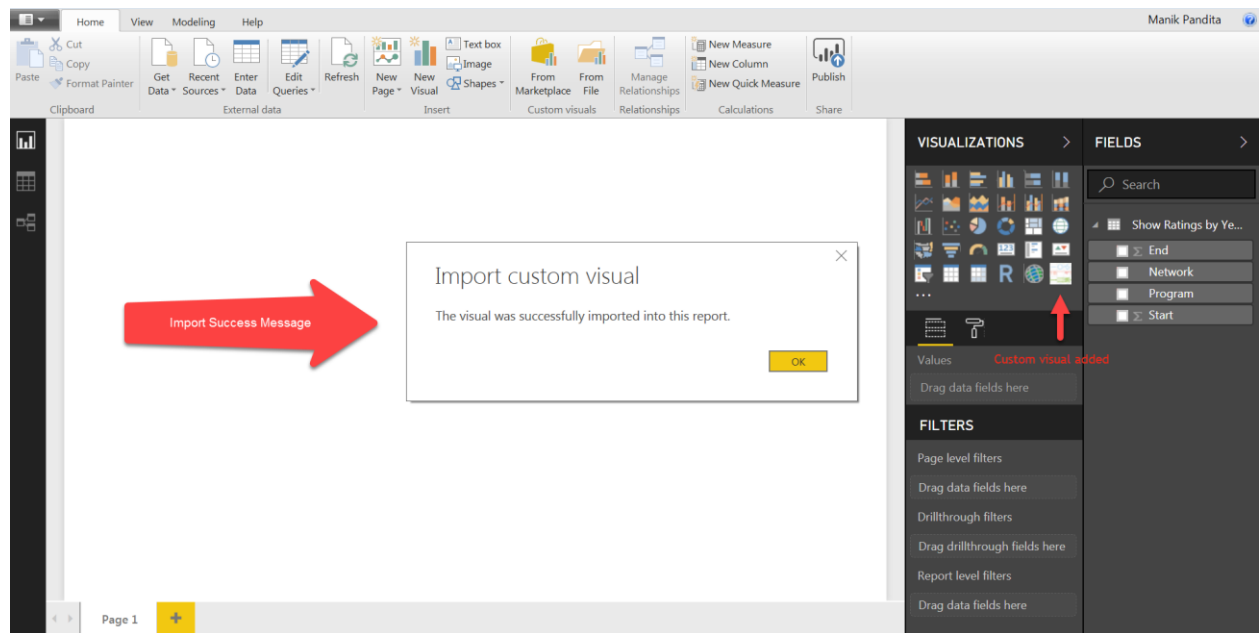 Home View Modeling Help Manik Pandita
Paste
Cut
Copy
Format Painter
Get Data
Recent Sources
Enter Data
Edit Queries
Refresh
New Page
New Visual
Text box
Image
Shapes
From Marketplace
From File
Manage Relationships
New Measure
New Column
New Quick Measure
Publish
Clipboard External data Insert Custom visuals Relationships Calculations Share
Import Success Message
Import custom visual
The visual was successfully imported into this report.
OK
VISUALIZATIONS
123
R
Custom visual added
Values
Drag data fields here
FILTERS
Page level filters
Drag data fields here
Drillthrough filters
Drag drillthrough fields here
Report level filters
Drag data fields here
FIELDS
Search
Show Ratings by Ye...
Σ End
Network
Program
Σ Start
Page 1